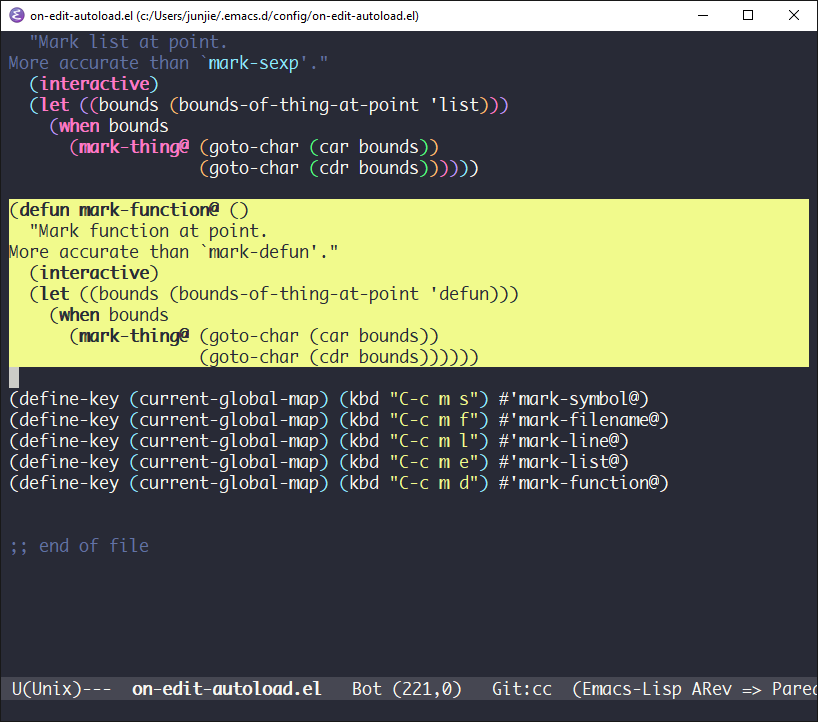 on-edit-autoload.el (c:/Users/junjie/.emacs.d/config/on-edit-autoload.el)
  "Mark list at point.
More accurate than `mark-sexp'."
  (interactive)
  (let ((bounds (bounds-of-thing-at-point 'list)))
    (when bounds
      (mark-thing@ (goto-char (car bounds))
                   (goto-char (cdr bounds))))))

(defun mark-function@ ()
  "Mark function at point.
More accurate than `mark-defun'."
  (interactive)
  (let ((bounds (bounds-of-thing-at-point 'defun)))
    (when bounds
      (mark-thing@ (goto-char (car bounds))
                   (goto-char (cdr bounds))))))

(define-key (current-global-map) (kbd "C-c m s") #'mark-symbol@)
(define-key (current-global-map) (kbd "C-c m f") #'mark-filename@)
(define-key (current-global-map) (kbd "C-c m l") #'mark-line@)
(define-key (current-global-map) (kbd "C-c m e") #'mark-list@)
(define-key (current-global-map) (kbd "C-c m d") #'mark-function@)

;; end of file
U(Unix)---  on-edit-autoload.el   Bot (221,0)   Git:cc  (Emacs-Lisp ARev => Pared